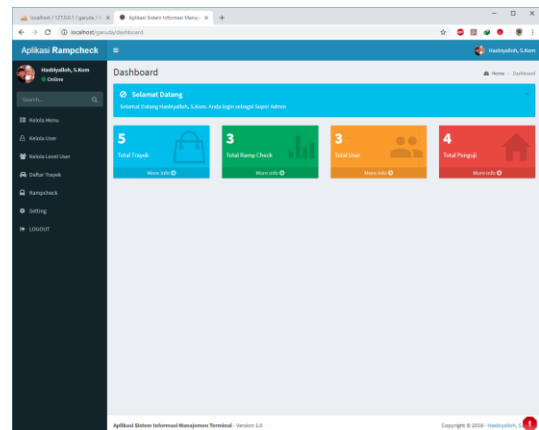 localhost / 127.0.0.1 / garuda / t
Aplikasi Sistem Informasi Manaj
localhost/garuda/dashboard
Aplikasi Rampcheck
Hasbiyalloh, S.Kom
Hasbiyalloh, S.Kom
Online
Dashboard
Home > Dashboard
Search...
Selamat Datang
Selamat Datang Hasbiyalloh, S.Kom. Anda login sebagai Super Admin
Kelola Menu
Kelola User
Kelola Level User
Daftar Trayek
Rampcheck
Setting
LOGOUT
5
Total Trayek
More info
3
Total Ramp Check
More info
3
Total User
More info
4
Total Penguji
More info
Aplikasi Sistem Informasi Manajemen Terminal - Version 1.0
Copyright © 2018 - Hasbiyalloh, S.